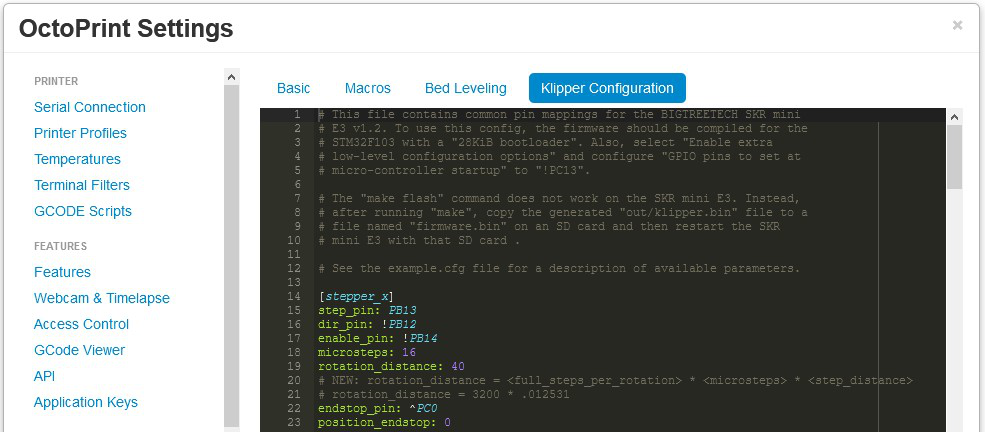 OctoPrint Settings ×
PRINTER
Serial Connection
Printer Profiles
Temperatures
Terminal Filters
GCODE Scripts
FEATURES
Features
Webcam & Timelapse
Access Control
GCode Viewer
API
Application Keys
Basic Macros Bed Leveling Klipper Configuration
1 # This file contains common pin mappings for the BIGTREETECH SKR mini
2 # E3 v1.2. To use this config, the firmware should be compiled for the
3 # STM32F103 with a "28KiB bootloader". Also, select "Enable extra
4 # low-level configuration options" and configure "GPIO pins to set at
5 # micro-controller startup" to "!PC13".
6
7 # The "make flash" command does not work on the SKR mini E3. Instead,
8 # after running "make", copy the generated "out/klipper.bin" file to a
9 # file named "firmware.bin" on an SD card and then restart the SKR
10 # mini E3 with that SD card .
11
12 # See the example.cfg file for a description of available parameters.
13
14 [stepper_x]
15 step_pin: PB13
16 dir_pin: !PB12
17 enable_pin: !PB14
18 microsteps: 16
19 rotation_distance: 40
20 # NEW: rotation_distance = <full_steps_per_rotation> * <microsteps> * <step_distance>
21 # rotation_distance = 3200 * .012531
22 endstop_pin: ^PC0
23 position_endstop: 0